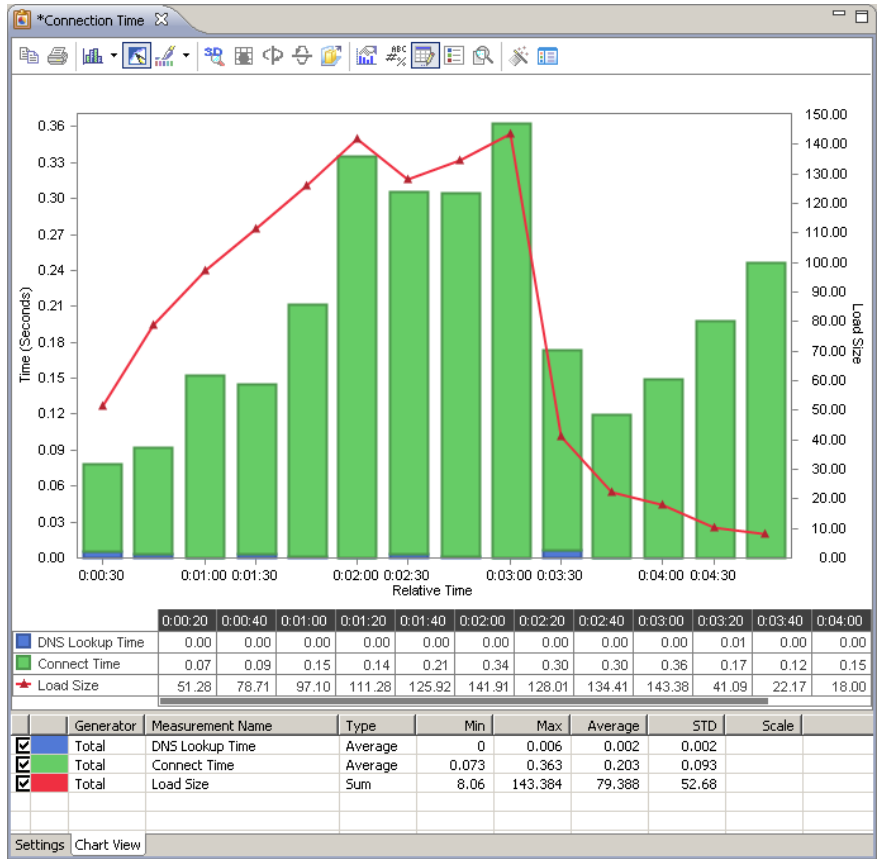 *Connection Time
3D
ABC
#%
0.36
0.33
0.30
0.27
0.24
0.21
0.18
0.15
0.12
0.09
0.06
0.03
0.00
Time (Seconds)
150.00
140.00
130.00
120.00
110.00
100.00
90.00
80.00
70.00
60.00
50.00
40.00
30.00
20.00
10.00
0.00
Load Size
0:00:30 0:01:00 0:01:30 0:02:00 0:02:30 0:03:00 0:03:30 0:04:00 0:04:30
Relative Time
0:00:20 0:00:40 0:01:00 0:01:20 0:01:40 0:02:00 0:02:20 0:02:40 0:03:00 0:03:20 0:03:40 0:04:00
DNS Lookup Time 0.00 0.00 0.00 0.00 0.00 0.00 0.00 0.00 0.00 0.01 0.00 0.00
Connect Time 0.07 0.09 0.15 0.14 0.21 0.34 0.30 0.30 0.36 0.17 0.12 0.15
Load Size 51.28 78.71 97.10 111.28 125.92 141.91 128.01 134.41 143.38 41.09 22.17 18.00
Generator Measurement Name Type Min Max Average STD Scale
Total DNS Lookup Time Average 0 0.006 0.002 0.002
Total Connect Time Average 0.073 0.363 0.203 0.093
Total Load Size Sum 8.06 143.384 79.388 52.68
Settings Chart View